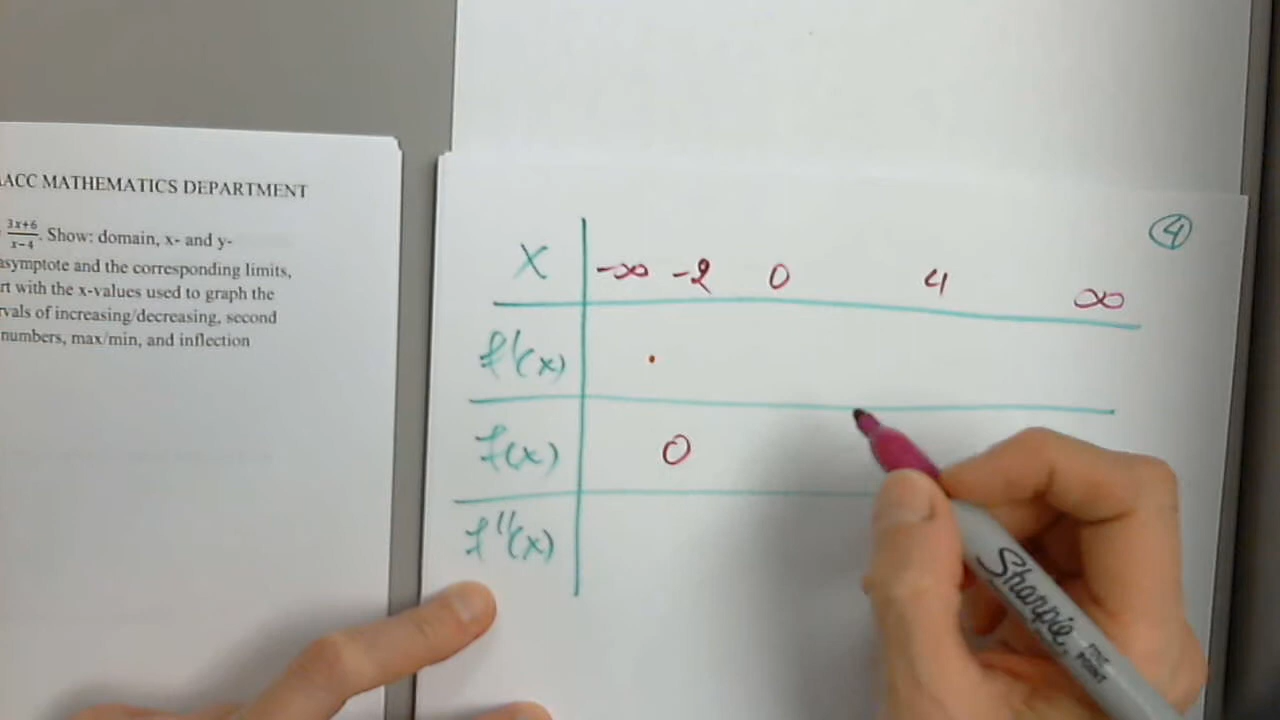 ACC MATHEMATICS DEPARTMENT
3x+6/x-4. Show: domain, x- and y-
asymptote and the corresponding limits,
rt with the x-values used to graph the
vals of increasing/decreasing, second
numbers, max/min, and inflection
4
x -∞ -2 0 4 ∞
f'(x)
f(x) 0
f''(x)
Sharpie
FINE POINT